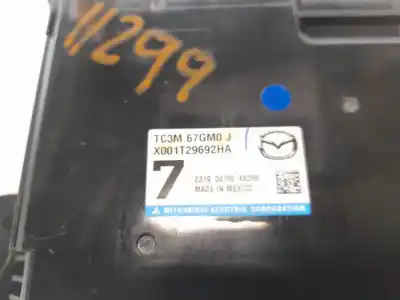 11299
TC3M 67GM0 J
X001T29692HA
7
MADE IN MEXICO
MITSUBISHI ELECTRIC CORPORATION